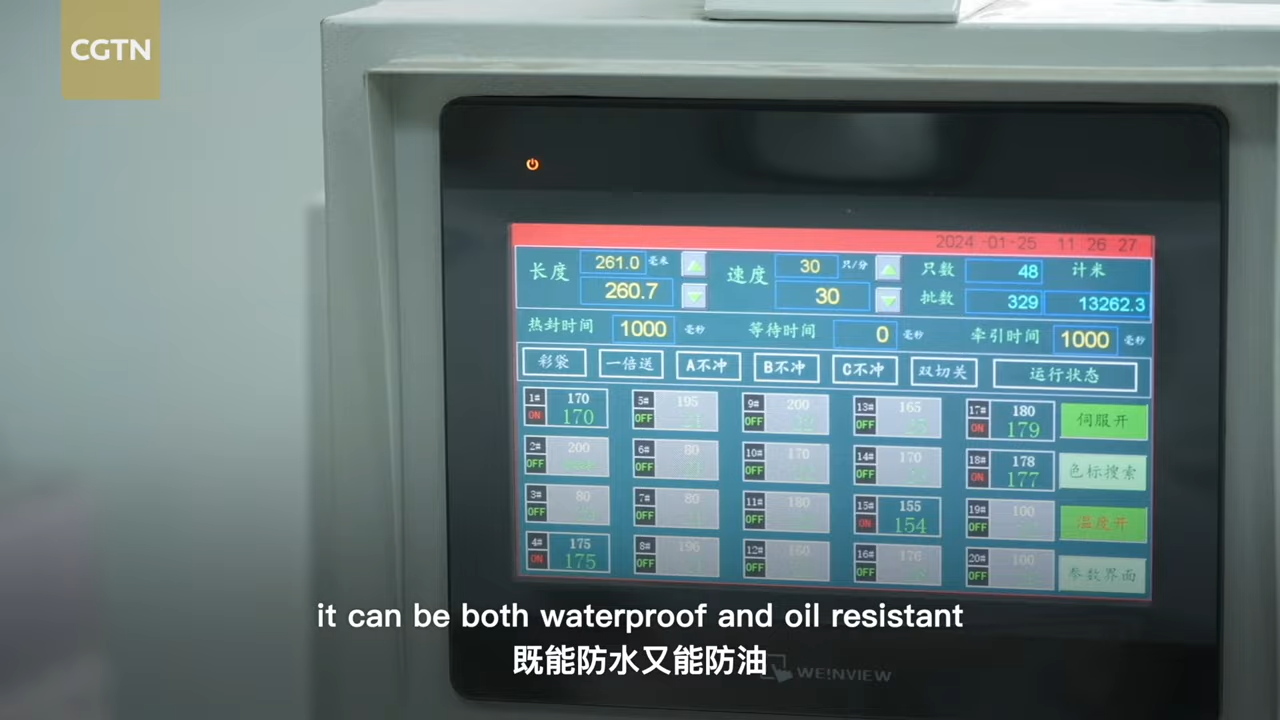 CGTN
2024-01-25 11 26 27
长度 261.0 毫米 速度 30 只/分 只数 48 计米
260.7 30 批数 329 13262.3
热封时间 1000 毫秒 等待时间 0 毫秒 牵引时间 1000 毫秒
彩袋 一倍送 A不冲 B不冲 C不冲 双切关 运行状态
1# 170 5# 195 9# 200 13# 165 17# 180 伺服开
ON 170 OFF OFF OFF ON 179
2# 200 6# 80 10# 170 14# 170 18# 178 色标搜索
OFF OFF OFF OFF ON 177
3# 80 7# 80 11# 180 15# 155 19# 100 温度开
OFF OFF OFF ON 154 OFF
4# 175 8# 196 12# 160 16# 176 20# 100 参数界面
ON 175 OFF OFF OFF OFF
it can be both waterproof and oil resistant
既能防水又能防油
WE!NVIEW